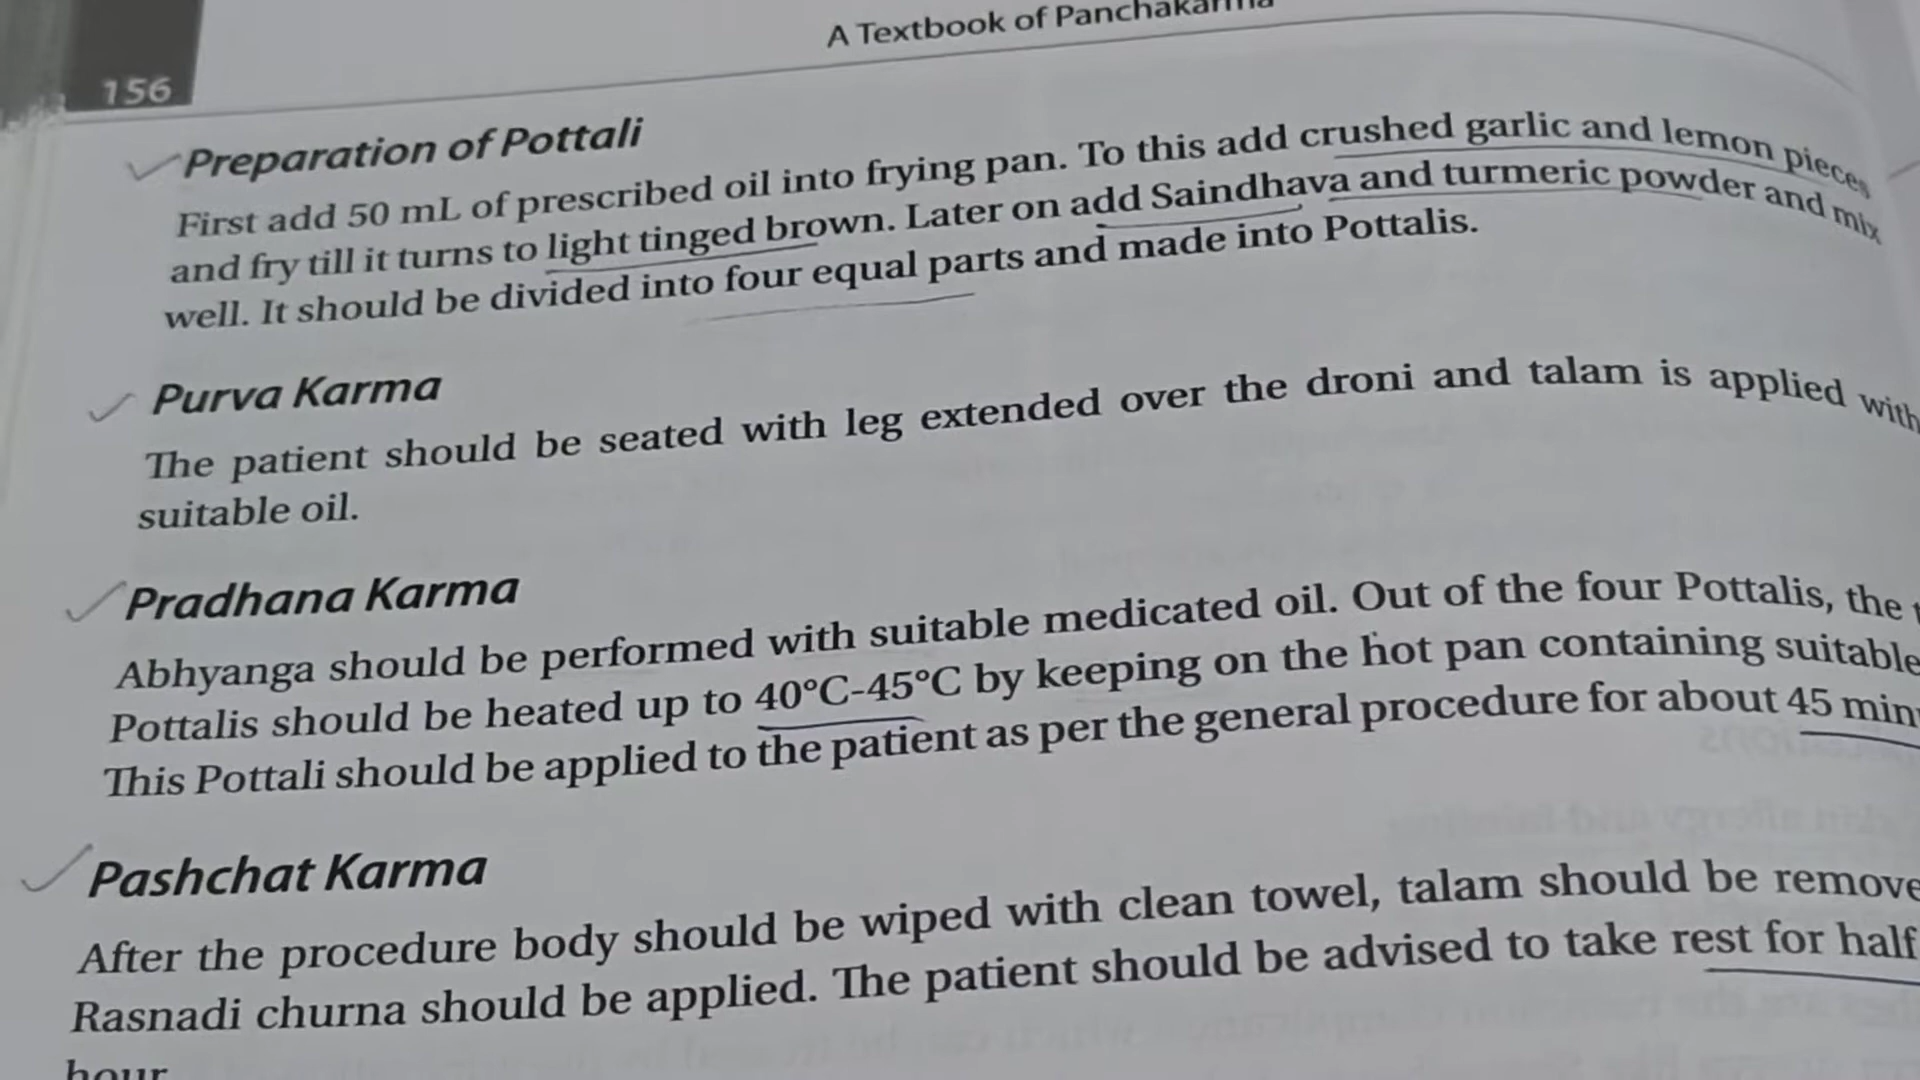 A Textbook of Panchakarma
156
Preparation of Pottali
First add 50 mL of prescribed oil into frying pan. To this add crushed garlic and lemon pieces
and fry till it turns to light tinged brown. Later on add Saindhava and turmeric powder and mix
well. It should be divided into four equal parts and made into Pottalis.
Purva Karma
The patient should be seated with leg extended over the droni and talam is applied with
suitable oil.
Pradhana Karma
Abhyanga should be performed with suitable medicated oil. Out of the four Pottalis, the
Pottalis should be heated up to 40°C-45°C by keeping on the hot pan containing suitable
This Pottali should be applied to the patient as per the general procedure for about 45
Pashchat Karma
After the procedure body should be wiped with clean towel, talam should be
Rasnadi churna should be applied. The patient should be advised to take rest for half
hour